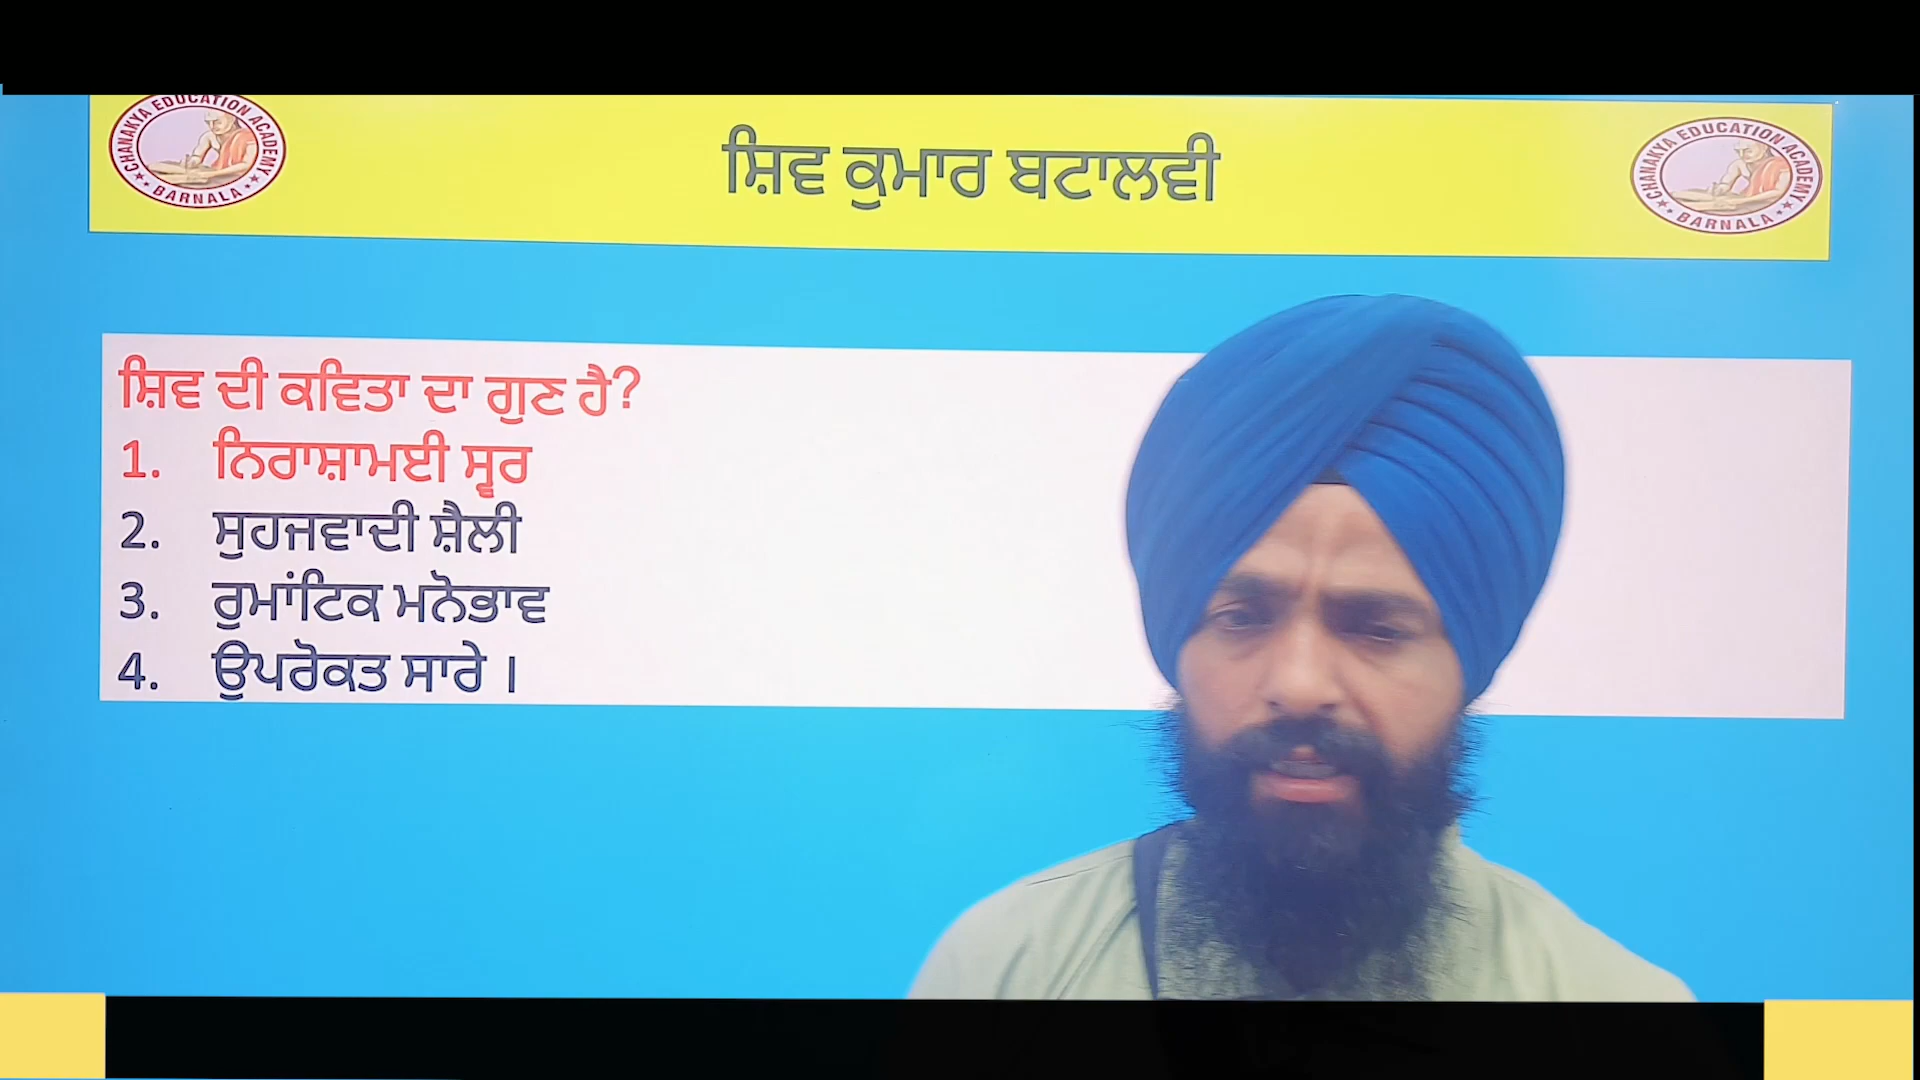 CHANAKYA EDUCATION ACADEMY
★ BARNALA ★
ਸ਼ਿਵ ਕੁਮਾਰ ਬਟਾਲਵੀ
CHANAKYA EDUCATION ACADEMY
★ BARNALA ★
ਸ਼ਿਵ ਦੀ ਕਵਿਤਾ ਦਾ ਗੁਣ ਹੈ?
1. ਨਿਰਾਸ਼ਾਮਈ ਸ੍ਵਰ
2. ਸੁਹਜਵਾਦੀ ਸ਼ੈਲੀ
3. ਰੁਮਾਂਟਿਕ ਮਨੋਭਾਵ
4. ਉਪਰੋਕਤ ਸਾਰੇ ।